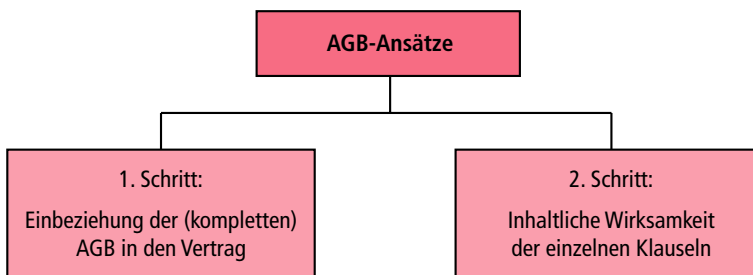 AGB-Ansätze
1. Schritt:
Einbeziehung der (kompletten)
AGB in den Vertrag
2. Schritt:
Inhaltliche Wirksamkeit
der einzelnen Klauseln